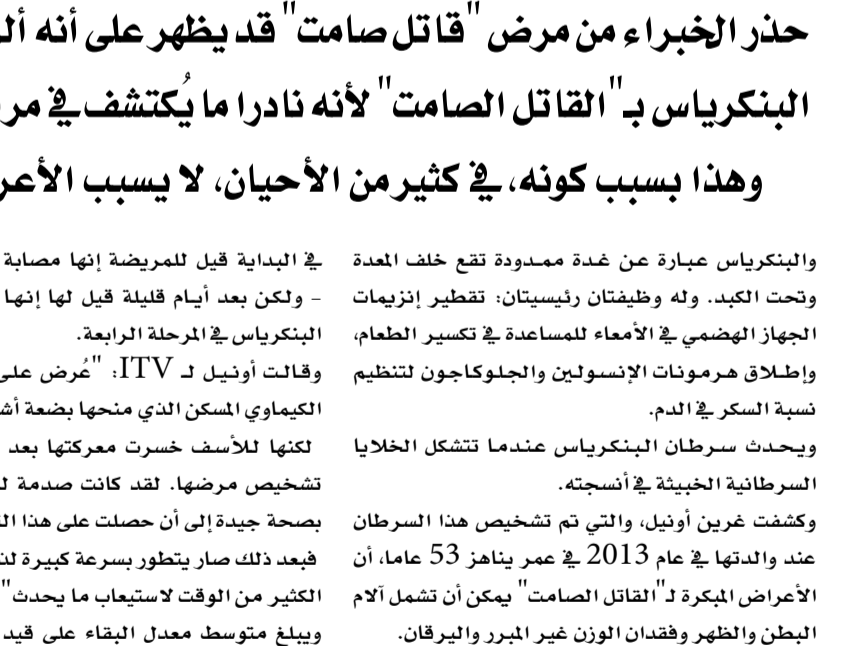 حذر الخبراء من مرض "قاتل صامت" قد يظهر على أنه
البنكرياس بـ"القاتل الصامت" لأنه نادرا ما يُكتشف في
وهذا بسبب كونه، في كثير من الأحيان، لا يسبب
والبنكرياس عبارة عن غدة ممدودة تقع خلف المعدة
وتحت الكبد. وله وظيفتان رئيسيتان: تقطير إنزيمات
الجهاز الهضمي في الأمعاء للمساعدة في تكسير الطعام،
وإطلاق هرمونات الإنسولين والجلوكاجون لتنظيم
نسبة السكر في الدم.
ويحدث سرطان البنكرياس عندما تتشكل الخلايا
السرطانية الخبيثة في أنسجته.
وكشفت غرين أونيل، والتي تم تشخيص هذا السرطان
عند والدتها في عام 2013 في عمر يناهز 53 عاما، أن
الأعراض المبكرة لـ"القاتل الصامت" يمكن أن تشمل آلام
البطن والظهر وفقدان الوزن غير المبرر واليرقان.
في البداية قيل للمريضة إنها مصابة
– ولكن بعد أيام قليلة قيل لها إنها
البنكرياس في المرحلة الرابعة.
وقالت أونيل لـ ITV: "عُرض على
الكيماوي المسكن الذي منحها بضعة
لكنها للأسف خسرت معركتها بعد
تشخيص مرضها. لقد كانت صدمة
بصحة جيدة إلى أن حصلت على هذا
فبعد ذلك صار يتطور بسرعة كبيرة
الكثير من الوقت لاستيعاب ما يحدث"
ويبلغ متوسط معدل البقاء على قيد